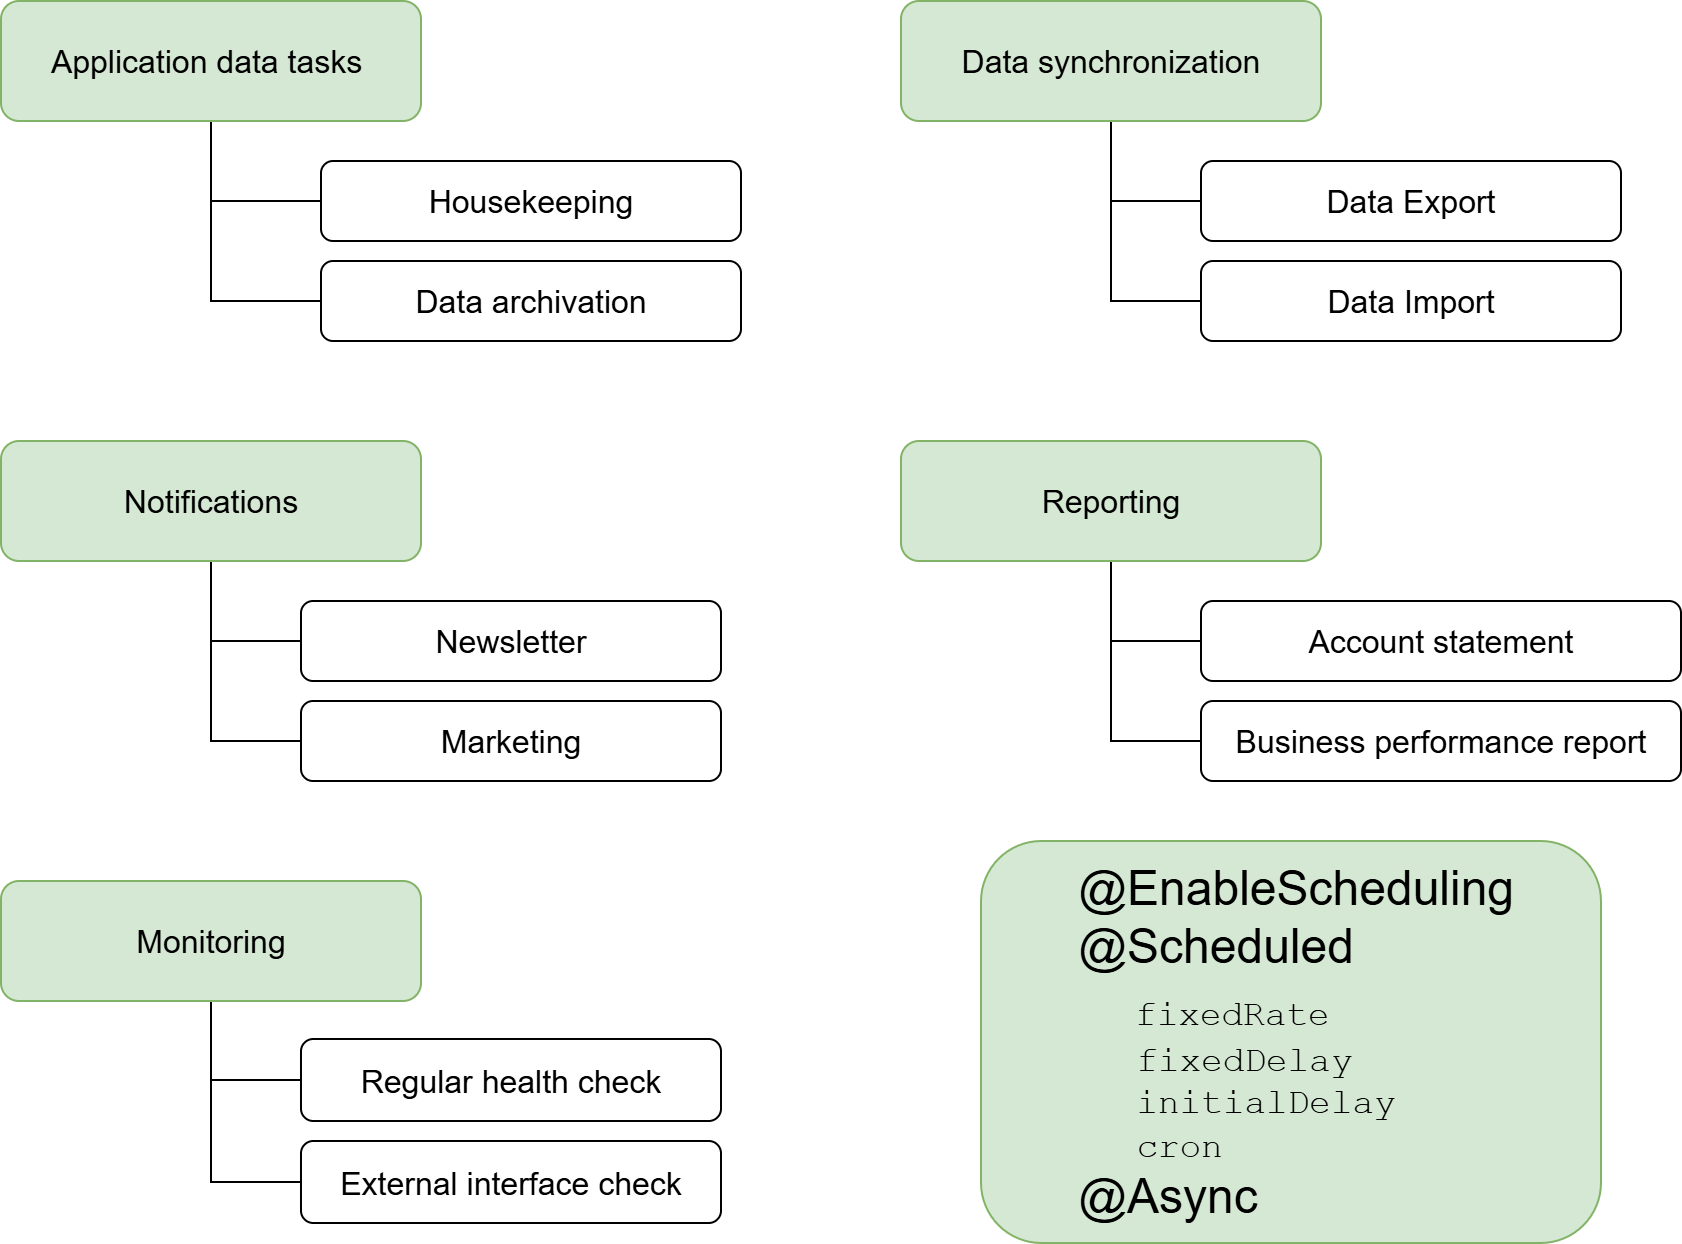 Application data tasks
Housekeeping
Data archivation
Data synchronization
Data Export
Data Import
Notifications
Newsletter
Marketing
Reporting
Account statement
Business performance report
Monitoring
Regular health check
External interface check
@EnableScheduling
@Scheduled
fixedRate
fixedDelay
initialDelay
cron
@Async